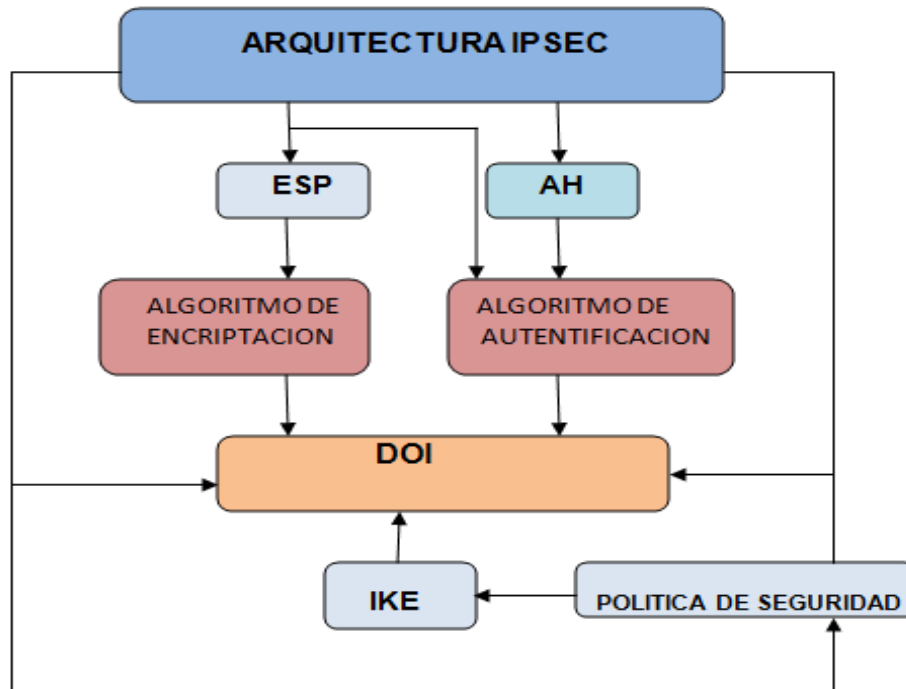 ARQUITECTURA IPSEC
ESP
AH
ALGORITMO DE
ENCRIPTACION
ALGORITMO DE
AUTENTIFICACION
DOI
IKE
POLITICA DE SEGURIDAD